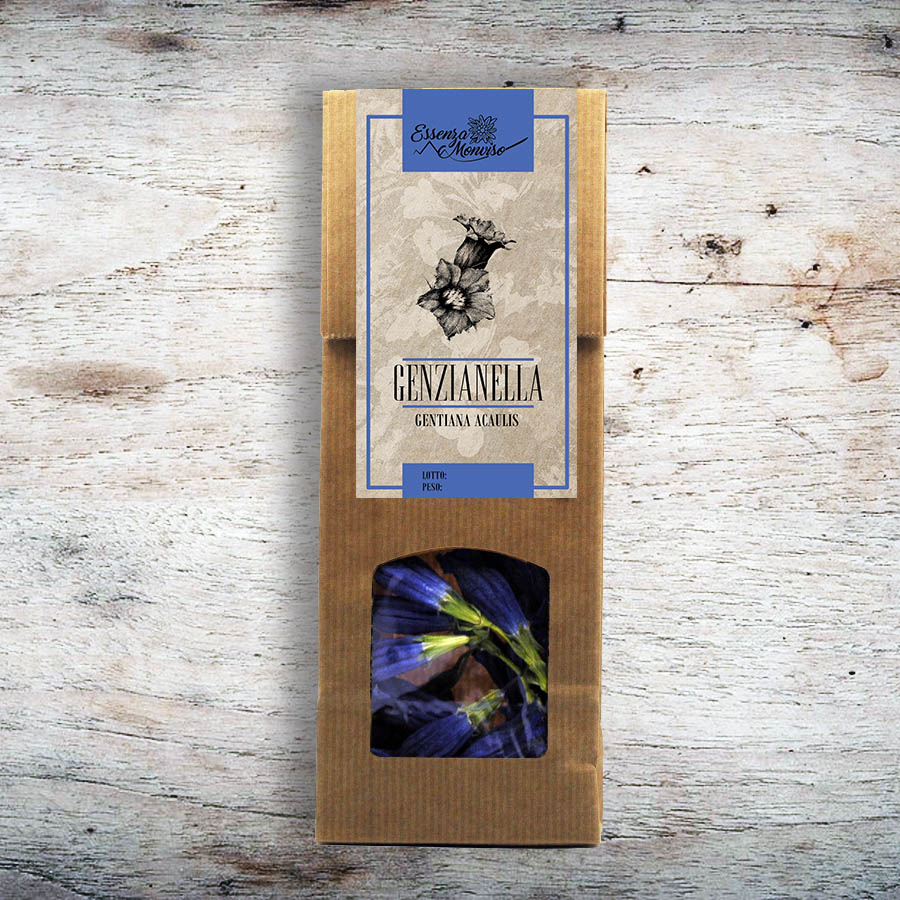 Essenza
Monviso
GENZIANELLA
GENTIANA ACAULIS
LOTTO:
PESO: